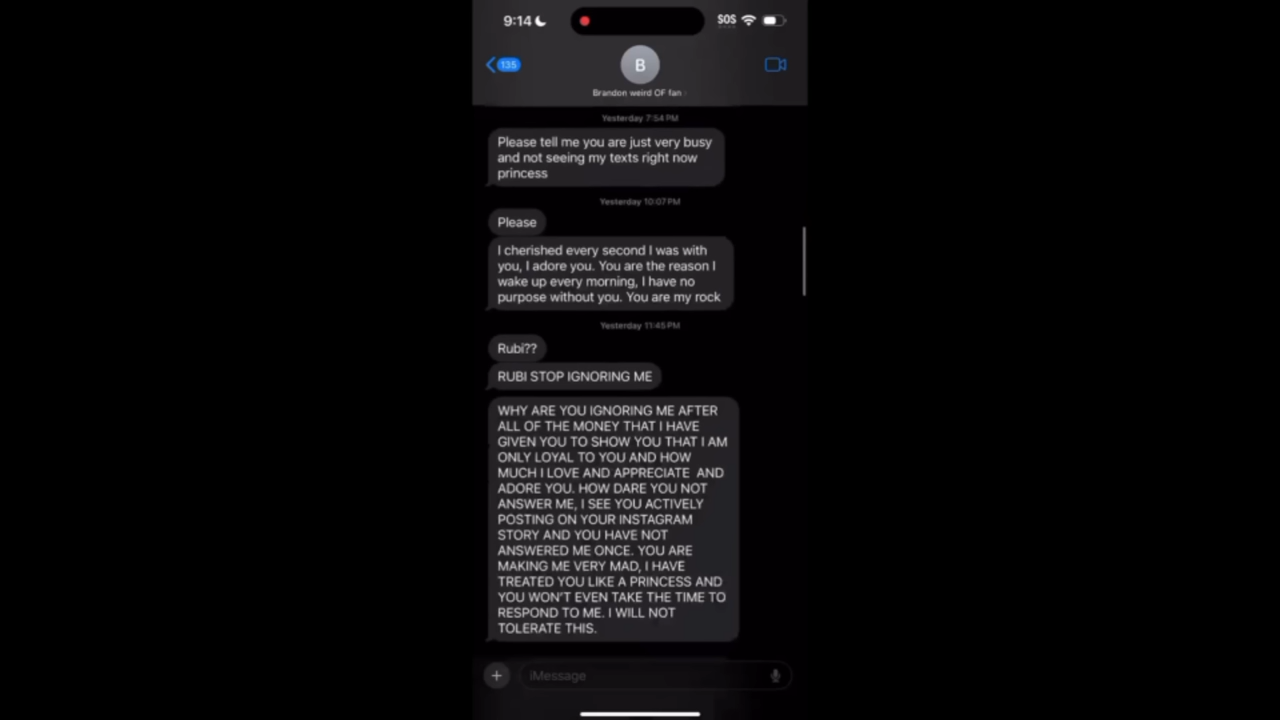 9:14
SOS
135
B
Brandon weird OF fan
Yesterday 7:54 PM
Please tell me you are just very busy
and not seeing my texts right now
princess
Yesterday 10:07 PM
Please
I cherished every second I was with
you, I adore you. You are the reason I
wake up every morning, I have no
purpose without you. You are my rock
Yesterday 11:45 PM
Rubi??
RUBI STOP IGNORING ME
WHY ARE YOU IGNORING ME AFTER
ALL OF THE MONEY THAT I HAVE
GIVEN YOU TO SHOW YOU THAT I AM
ONLY LOYAL TO YOU AND HOW
MUCH I LOVE AND APPRECIATE AND
ADORE YOU. HOW DARE YOU NOT
ANSWER ME, I SEE YOU ACTIVELY
POSTING ON YOUR INSTAGRAM
STORY AND YOU HAVE NOT
ANSWERED ME ONCE. YOU ARE
MAKING ME VERY MAD, I HAVE
TREATED YOU LIKE A PRINCESS AND
YOU WON'T EVEN TAKE THE TIME TO
RESPOND TO ME. I WILL NOT
TOLERATE THIS.
iMessage